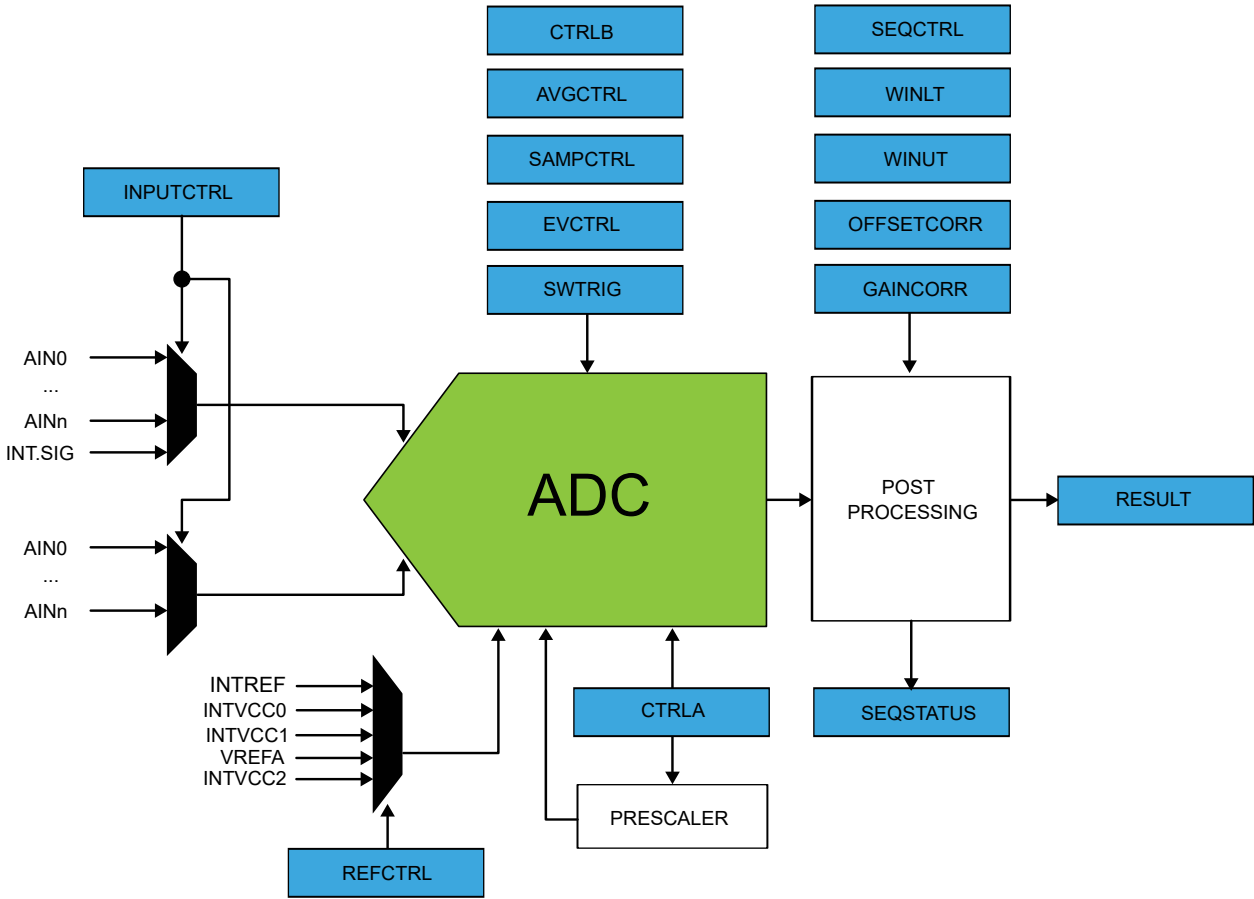 CTRLB
SEQCTRL
AVGCTRL
WINLT
SAMPCTRL
WINUT
INPUTCTRL
EVCTRL
OFFSETCORR
SWTRIG
GAINCORR
AIN0
...
AINn
INT.SIG
ADC
POST
PROCESSING
RESULT
AIN0
...
AINn
INTREF
INTVCC0
INTVCC1
VREFA
INTVCC2
CTRLA
SEQSTATUS
PRESCALER
REFCTRL